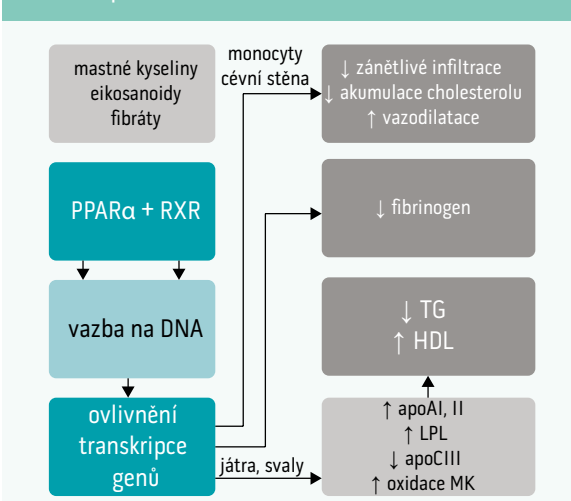 mastné kyseliny
eikosanoidy
fibráty
monocyty
cévní stěna
↓ zánětlivé infiltrace
↓ akumulace cholesterolu
↑ vazodilatace
PPARα + RXR
↓ fibrinogen
vazba na DNA
↓ TG
↑ HDL
ovlivnění
transkripce
genů
játra, svaly
↑ apoAI, II
↑ LPL
↓ apoCIII
↑ oxidace MK